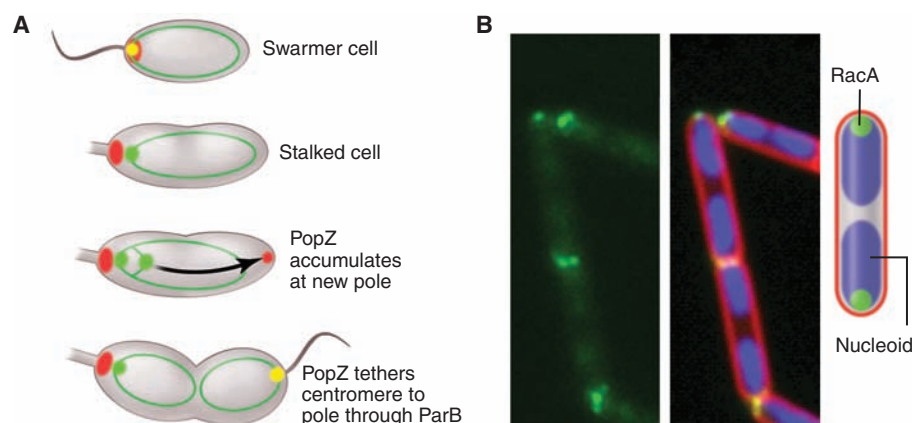 A
Swarmer cell
Stalked cell
PopZ
accumulates
at new pole
PopZ tethers
centromere to
pole through ParB
B
RacA
Nucleoid